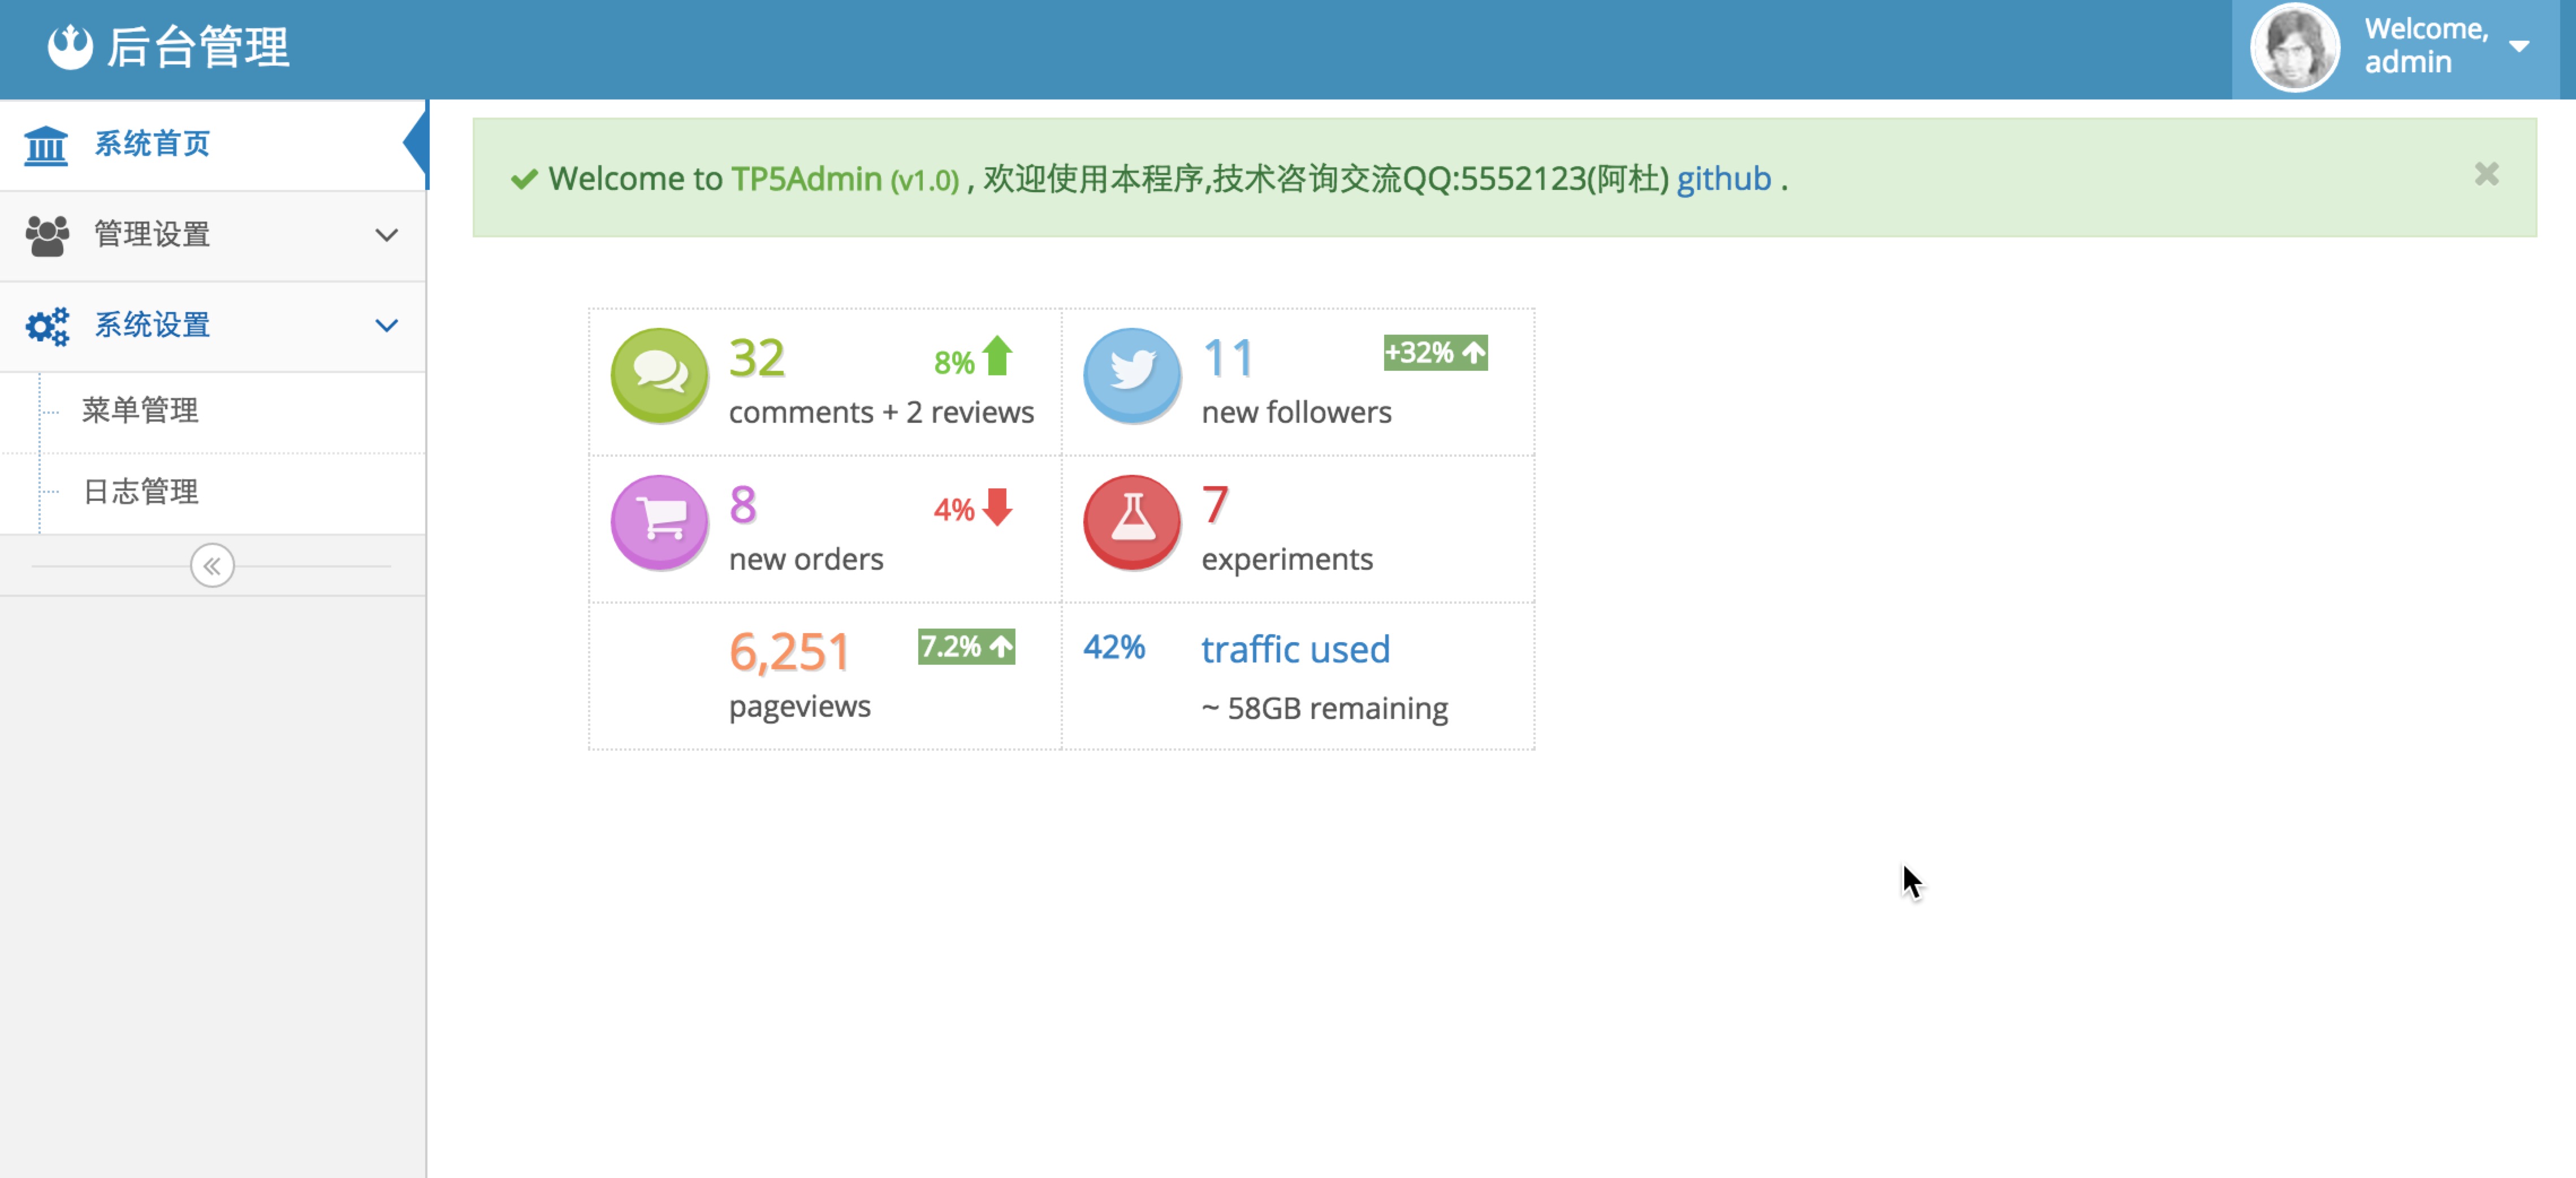 后台管理
Welcome,
admin
系统首页
管理设置
系统设置
菜单管理
日志管理
Welcome to TP5Admin (v1.0) , 欢迎使用本程序,技术咨询交流QQ:5552123(阿杜) github .
32
8%
comments + 2 reviews
11
+32%
new followers
8
4%
new orders
7
experiments
6,251
7.2%
pageviews
42%
traffic used
~ 58GB remaining